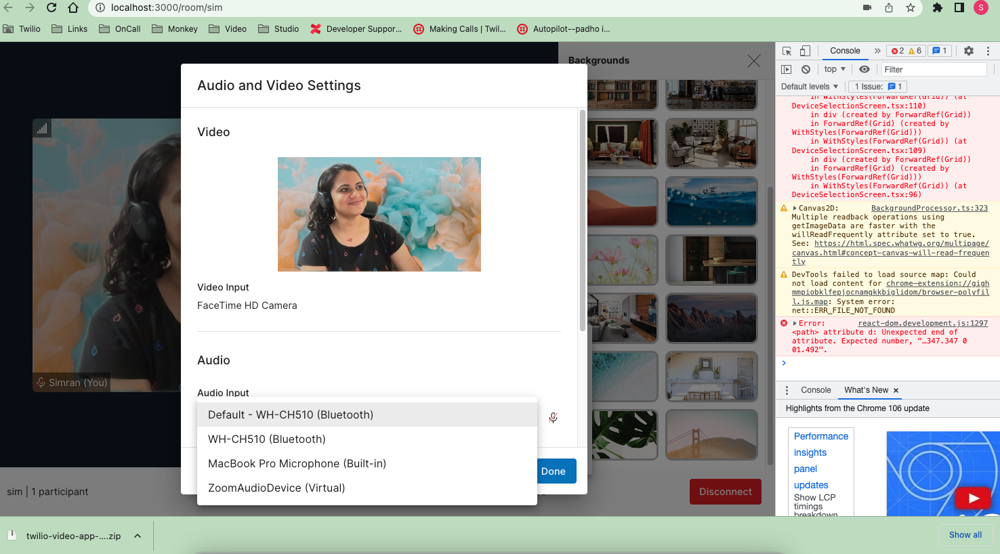 localhost:3000/room/sim
S
Twilio
Links
OnCall
Monkey
Video
Studio
Developer Suppor...
Making Calls | Twil...
Autopilot--padho i...
Backgrounds
Audio and Video Settings
Video
Video Input
FaceTime HD Camera
Audio
Audio Input
Default - WH-CH510 (Bluetooth)
WH-CH510 (Bluetooth)
MacBook Pro Microphone (Built-in)
ZoomAudioDevice (Virtual)
Done
Simran (You)
sim | 1 participant
Disconnect
Console
2
6
1
top
Filter
Default levels
1 Issue:
1
in WithStyles(ForwardRef(Grid)) (at
DeviceSelectionScreen.tsx:110)
in div (created by ForwardRef(Grid))
in ForwardRef(Grid) (created by
WithStyles(ForwardRef(Grid)))
in WithStyles(ForwardRef(Grid)) (at
DeviceSelectionScreen.tsx:109)
in div (created by ForwardRef(Grid))
in ForwardRef(Grid) (created by
WithStyles(ForwardRef(Grid)))
in WithStyles(ForwardRef(Grid)) (at
DeviceSelectionScreen.tsx:96)
Canvas2D: BackgroundProcessor.ts:323
Multiple readback operations using
getImageData are faster with the
willReadFrequently attribute set to true.
See: https://html.spec.whatwg.org/multipage/
canvas.html#concept-canvas-will-read-frequen
tly
DevTools failed to load source map: Could
not load content for chrome-extension://gigh
mmpiobklfepjocnamgkkbiglidom/browser-polyfil
l.js.map: System error:
net::ERR_FILE_NOT_FOUND
Error: react-dom.development.js:1297
<path> attribute d: Unexpected end of
attribute. Expected number, "…347.347 0
01.492".
Console
What's New
Highlights from the Chrome 106 update
Performance
insights
panel
updates
Show LCP
timings
breakdown
twilio-video-app-....zip
Show all